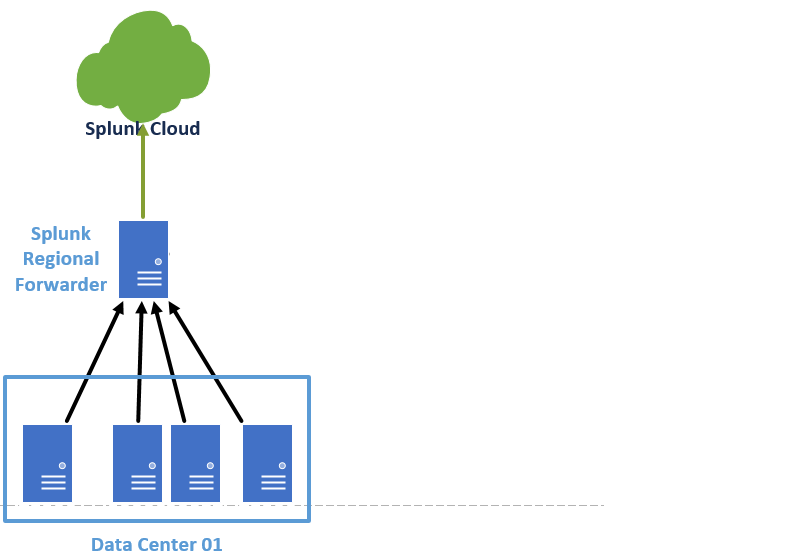 Splunk Cloud
Splunk
Regional
Forwarder
Data Center 01